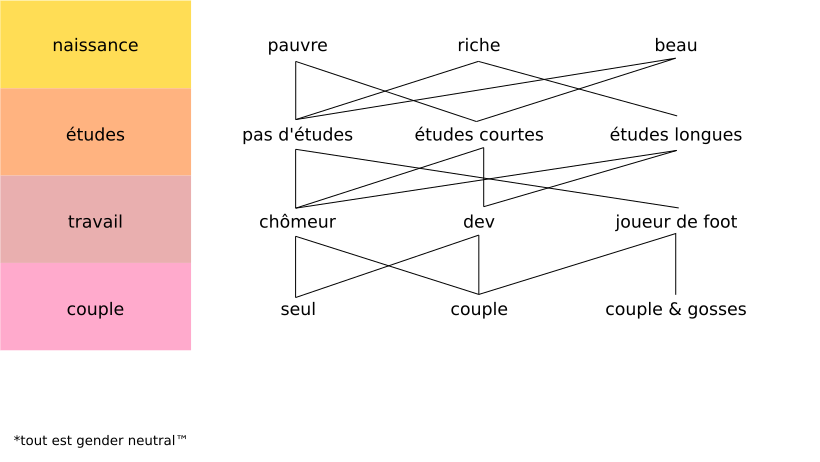 naissance pauvre riche beau
études pas d'études études courtes études longues
travail chômeur dev joueur de foot
couple seul couple couple & gosses
*tout est gender neutral™